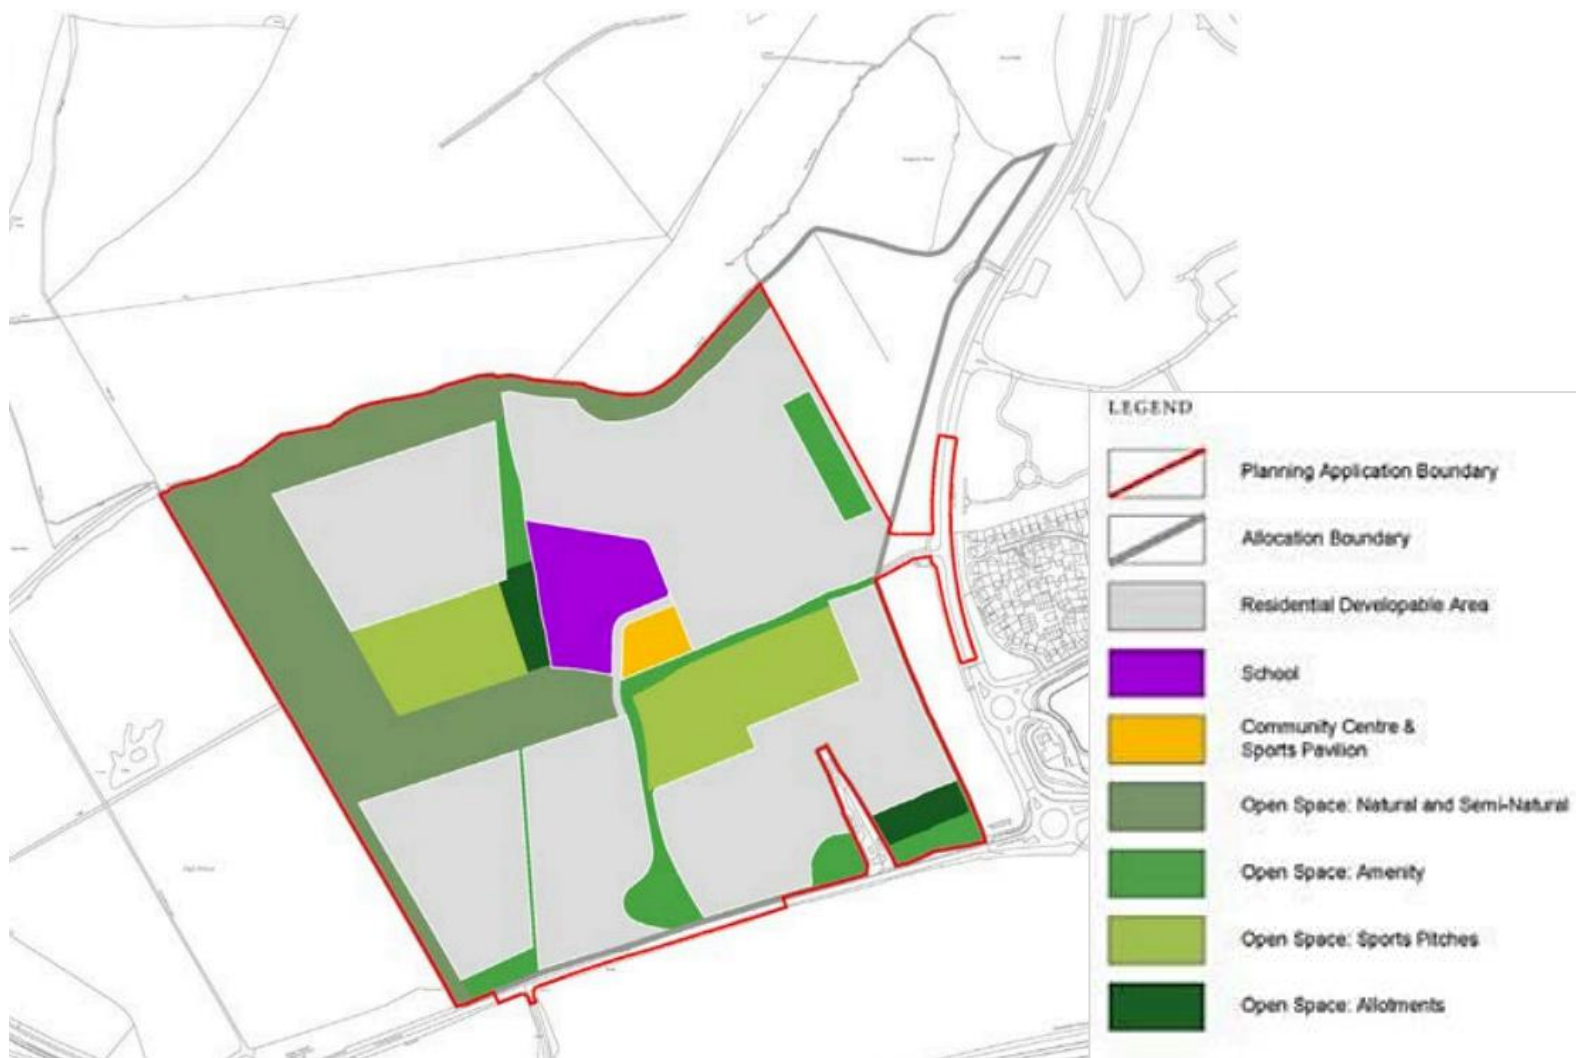 LEGEND
Planning Application Boundary
Allocation Boundary
Residential Developable Area
School
Community Centre &
Sports Pavilion
Open Space: Natural and Semi-Natural
Open Space: Amenity
Open Space: Sports Pitches
Open Space: Allotments